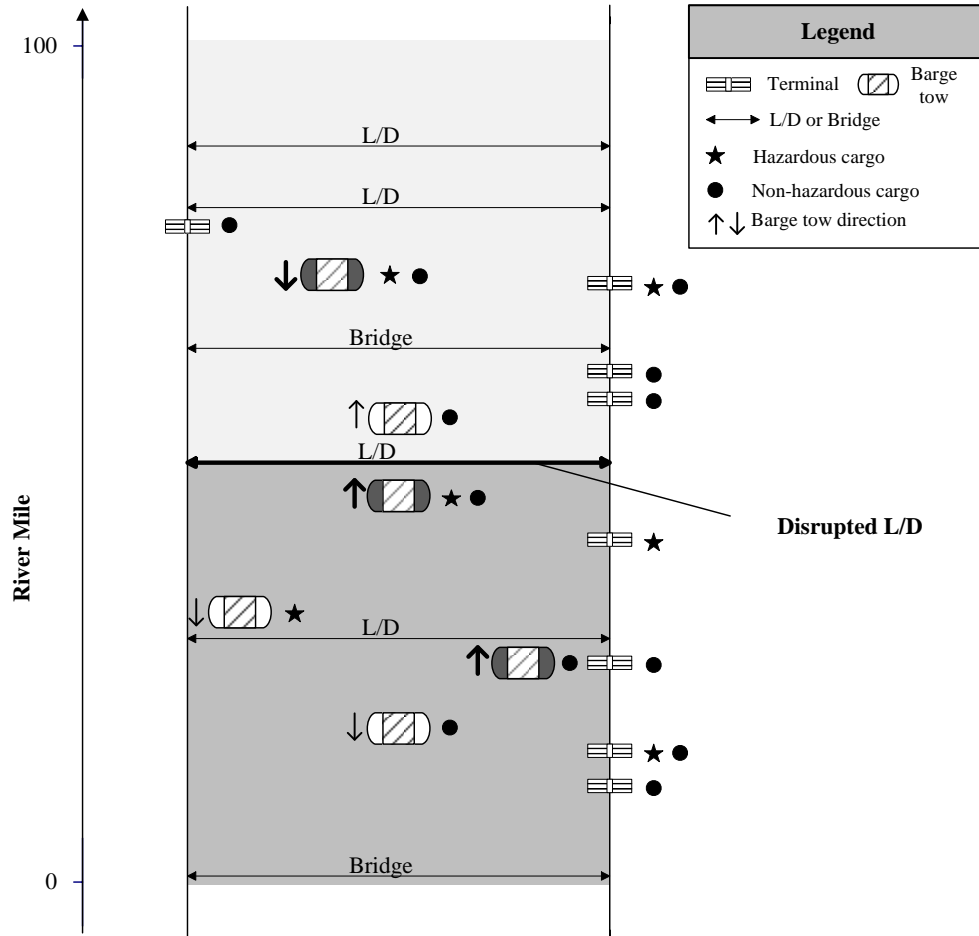 Legend
Terminal
Barge
tow
L/D or Bridge
Hazardous cargo
Non-hazardous cargo
Barge tow direction
100
L/D
L/D
Bridge
L/D
Disrupted L/D
River Mile
L/D
Bridge
0